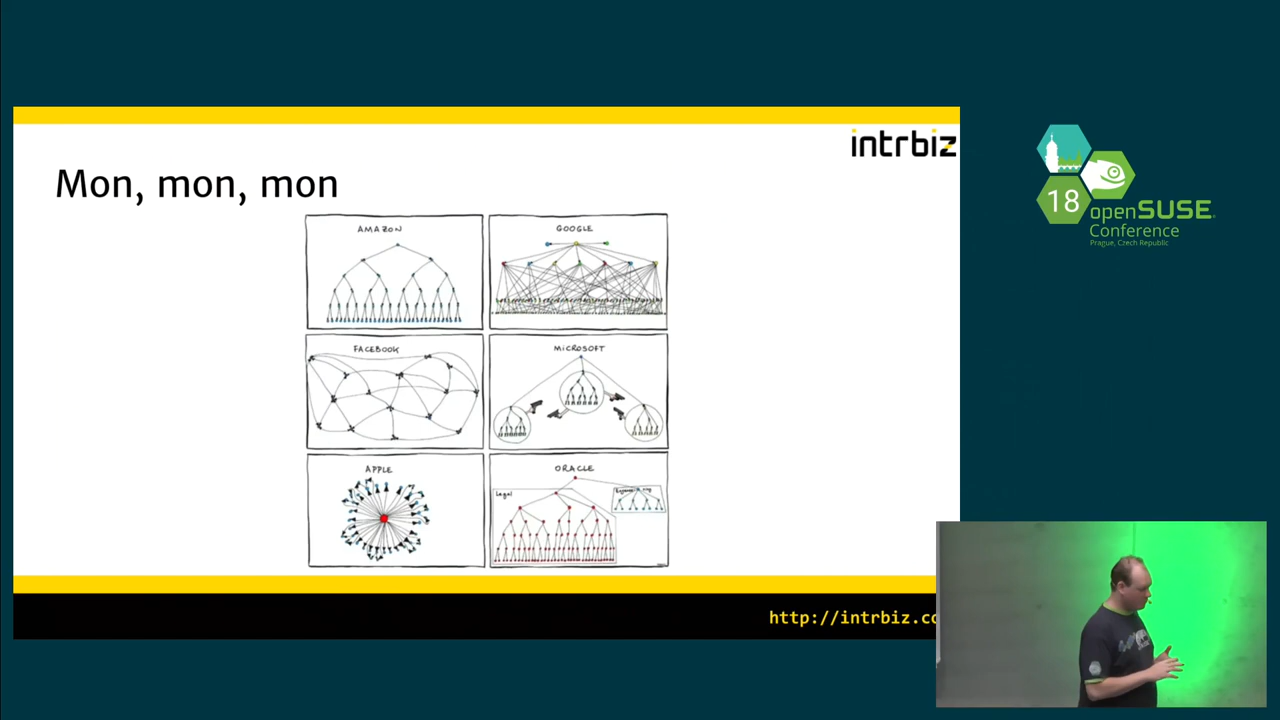 intrbiz
Mon, mon, mon
AMAZON
GOOGLE
FACEBOOK
MICROSOFT
APPLE
ORACLE
Legal
http://intrbiz.co
18
openSUSE
Conference
Prague, Czech Republic